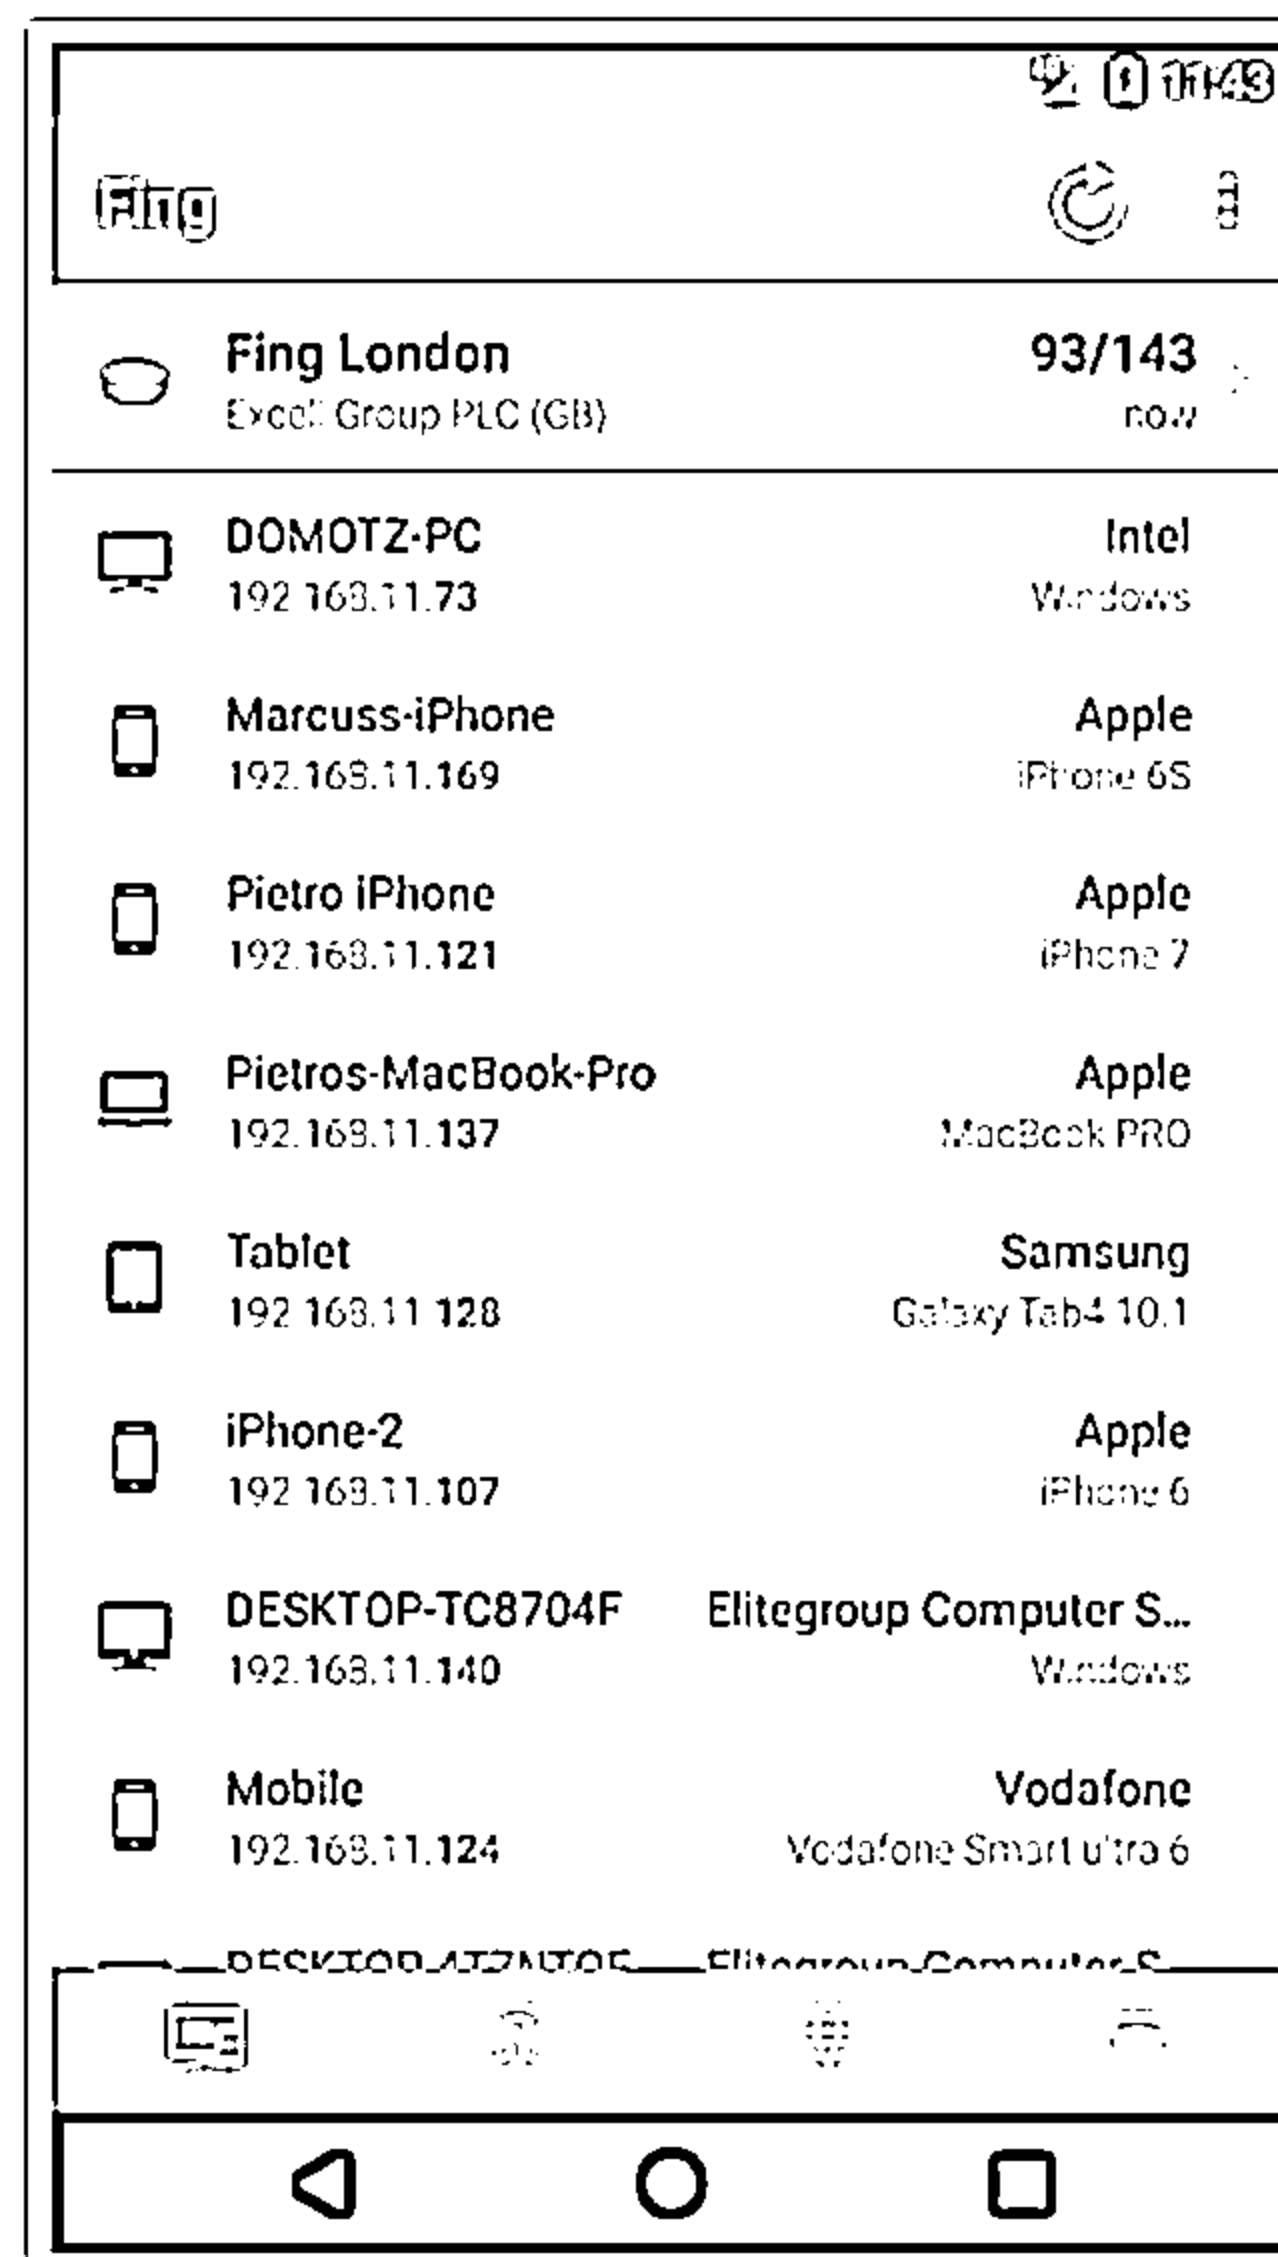 11:43
Fing
Fing London 93/143
Excell Group PLC (GB) now
DOMOTZ-PC Intel
192.168.11.73 Windows
Marcuss-iPhone Apple
192.168.11.169 iPhone 6S
Pietro iPhone Apple
192.168.11.121 iPhone 7
Pietros-MacBook-Pro Apple
192.168.11.137 MacBook PRO
Tablet Samsung
192.168.11.128 Galaxy Tab4 10.1
iPhone-2 Apple
192.168.11.107 iPhone 6
DESKTOP-TC8704F Elitegroup Computer S...
192.168.11.140 Windows
Mobile Vodafone
192.168.11.124 Vodafone Smart ultra 6
Elitegroup Computer S